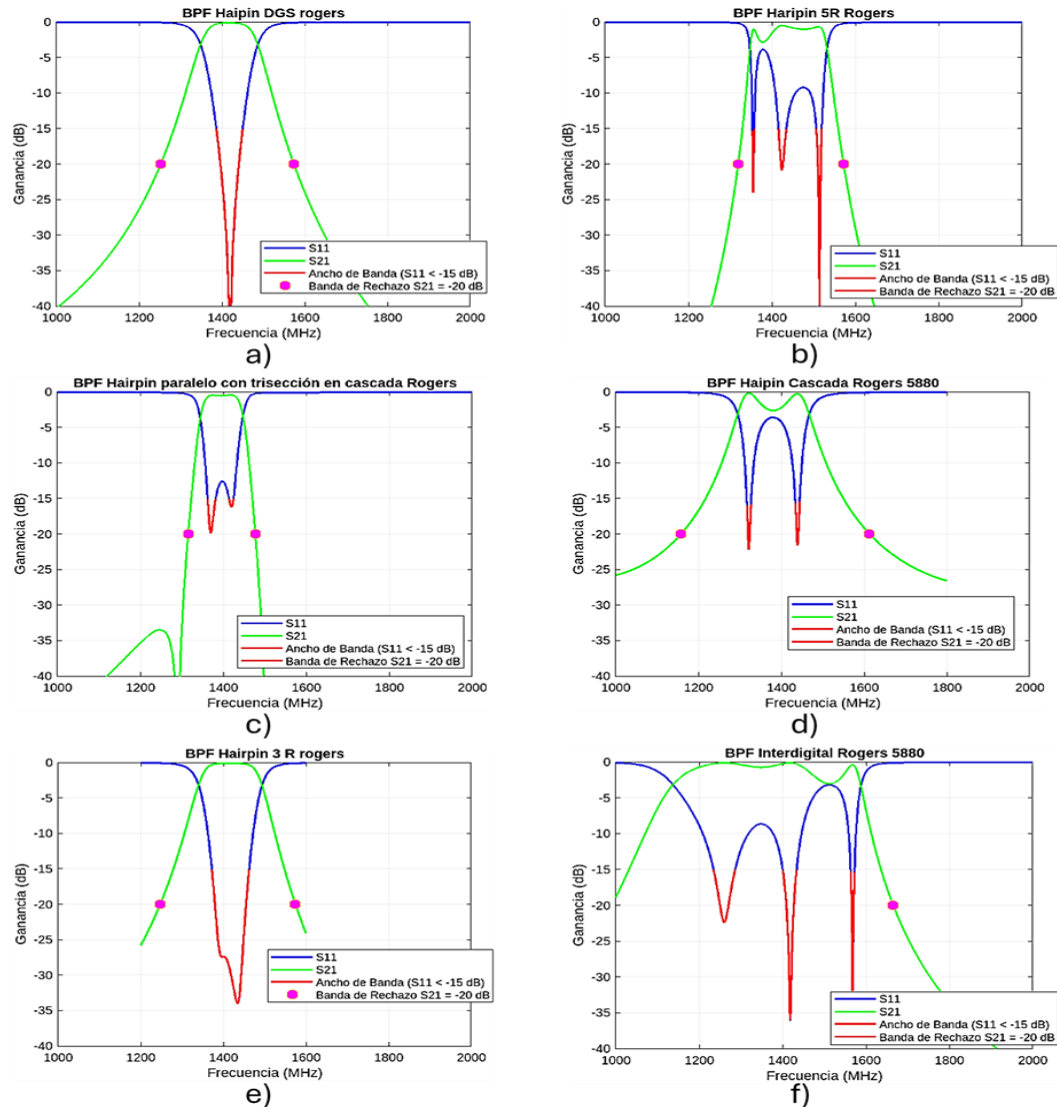 BPF Haipin DGS rogers
0
-5
-10
-15
-20
-25
-30
-35
-40
Ganancia (dB)
S11
S21
Ancho de Banda (S11 < -15 dB)
Banda de Rechazo S21 = -20 dB
1000 1200 1400 1600 1800 2000
Frecuencia (MHz)
a)
BPF Haripin 5R Rogers
0
-5
-10
-15
-20
-25
-30
-35
-40
Ganancia (dB)
S11
S21
Ancho de Banda (S11 < -15 dB)
Banda de Rechazo S21 = -20 dB
1000 1200 1400 1600 1800 2000
Frecuencia (MHz)
b)
BPF Hairpin paralelo con trisección en cascada Rogers
0
-5
-10
-15
-20
-25
-30
-35
-40
Ganancia (dB)
S11
S21
Ancho de Banda (S11 < -15 dB)
Banda de Rechazo S21 = -20 dB
1000 1200 1400 1600 1800 2000
Frecuencia (MHz)
c)
BPF Haipin Cascada Rogers 5880
0
-5
-10
-15
-20
-25
-30
-35
-40
Ganancia (dB)
S11
S21
Ancho de Banda (S11 < -15 dB)
Banda de Rechazo S21 = -20 dB
1000 1200 1400 1600 1800 2000
Frecuencia (MHz)
d)
BPF Hairpin 3 R rogers
0
-5
-10
-15
-20
-25
-30
-35
-40
Ganancia (dB)
S11
S21
Ancho de Banda (S11 < -15 dB)
Banda de Rechazo S21 = -20 dB
1000 1200 1400 1600 1800 2000
Frecuencia (MHz)
e)
BPF Interdigital Rogers 5880
0
-5
-10
-15
-20
-25
-30
-35
-40
Ganancia (dB)
S11
S21
Ancho de Banda (S11 < -15 dB)
Banda de Rechazo S21 = -20 dB
1000 1200 1400 1600 1800 2000
Frecuencia (MHz)
f)